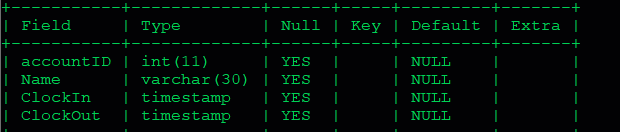 +-----------+-------------+------+-----+---------+-------+
| Field     | Type        | Null | Key | Default | Extra |
+-----------+-------------+------+-----+---------+-------+
| accountID | int(11)     | YES  |     | NULL    |       |
| Name      | varchar(30) | YES  |     | NULL    |       |
| ClockIn   | timestamp   | YES  |     | NULL    |       |
| ClockOut  | timestamp   | YES  |     | NULL    |       |